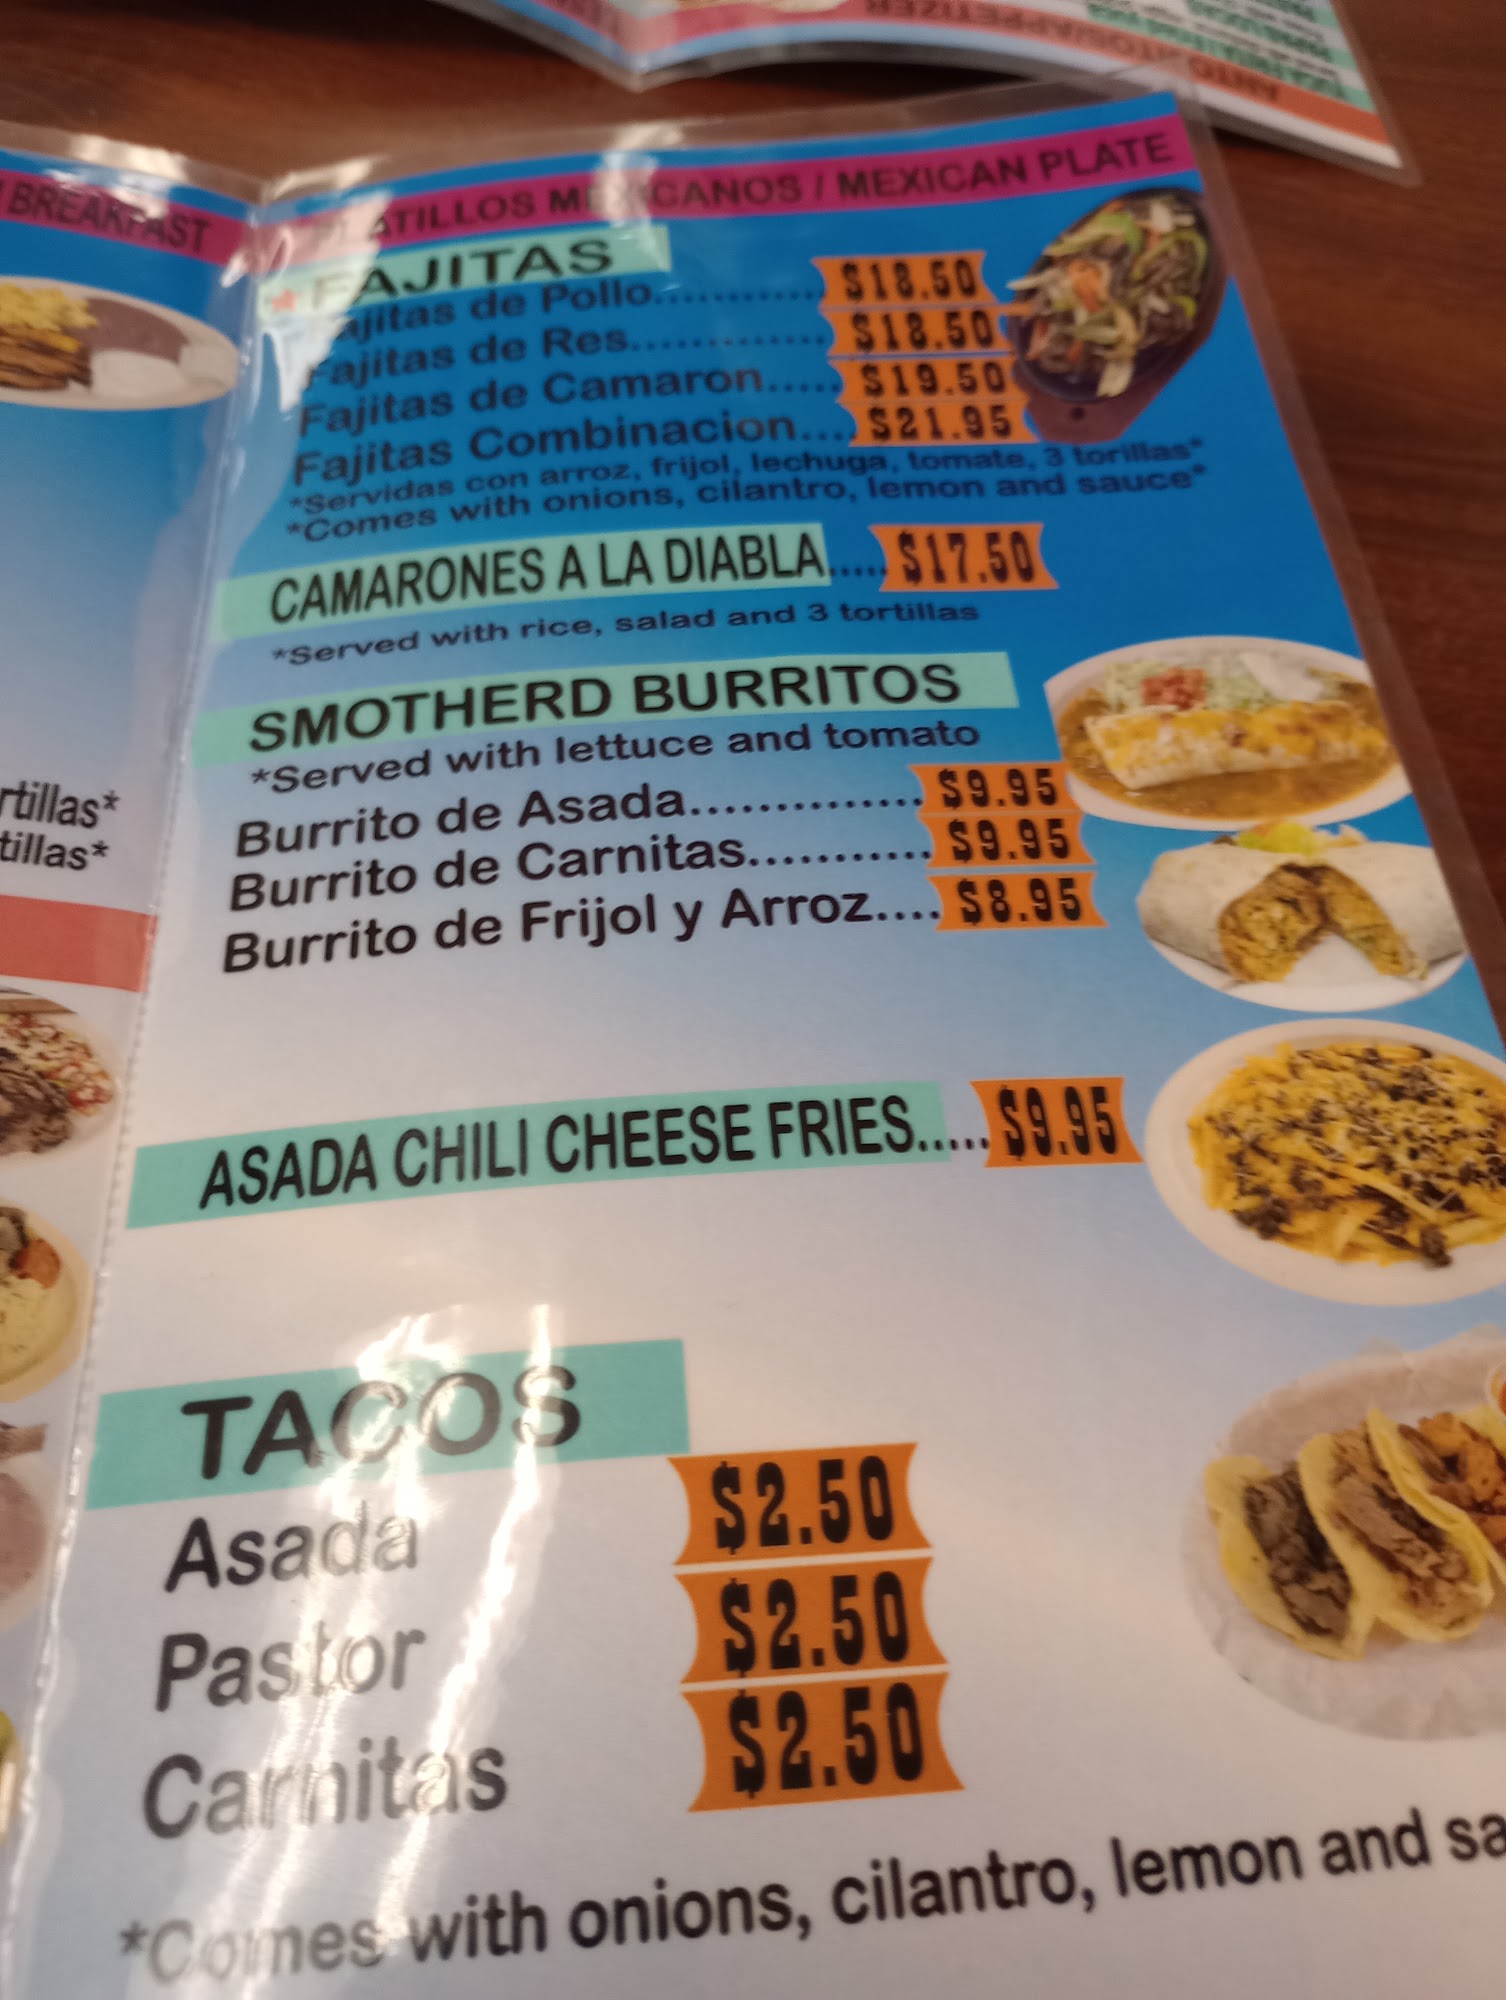 BREAKFAST
rtillas*
tillas*
PLATILLOS MEXICANOS / MEXICAN PLATE
*FAJITAS
Fajitas de Pollo............ $18.50
Fajitas de Res.............. $18.50
Fajitas de Camaron..... $19.50
Fajitas Combinacion.... $21.95
*Servidas con arroz, frijol, lechuga, tomate, 3 torillas*
*Comes with onions, cilantro, lemon and sauce*
CAMARONES A LA DIABLA..... $17.50
*Served with rice, salad and 3 tortillas
SMOTHERD BURRITOS
*Served with lettuce and tomato
Burrito de Asada.............. $9.95
Burrito de Carnitas........... $9.95
Burrito de Frijol y Arroz.... $8.95
ASADA CHILI CHEESE FRIES..... $9.95
TACOS
Asada $2.50
Pastor $2.50
Carnitas $2.50
*Comes with onions, cilantro, lemon and sa